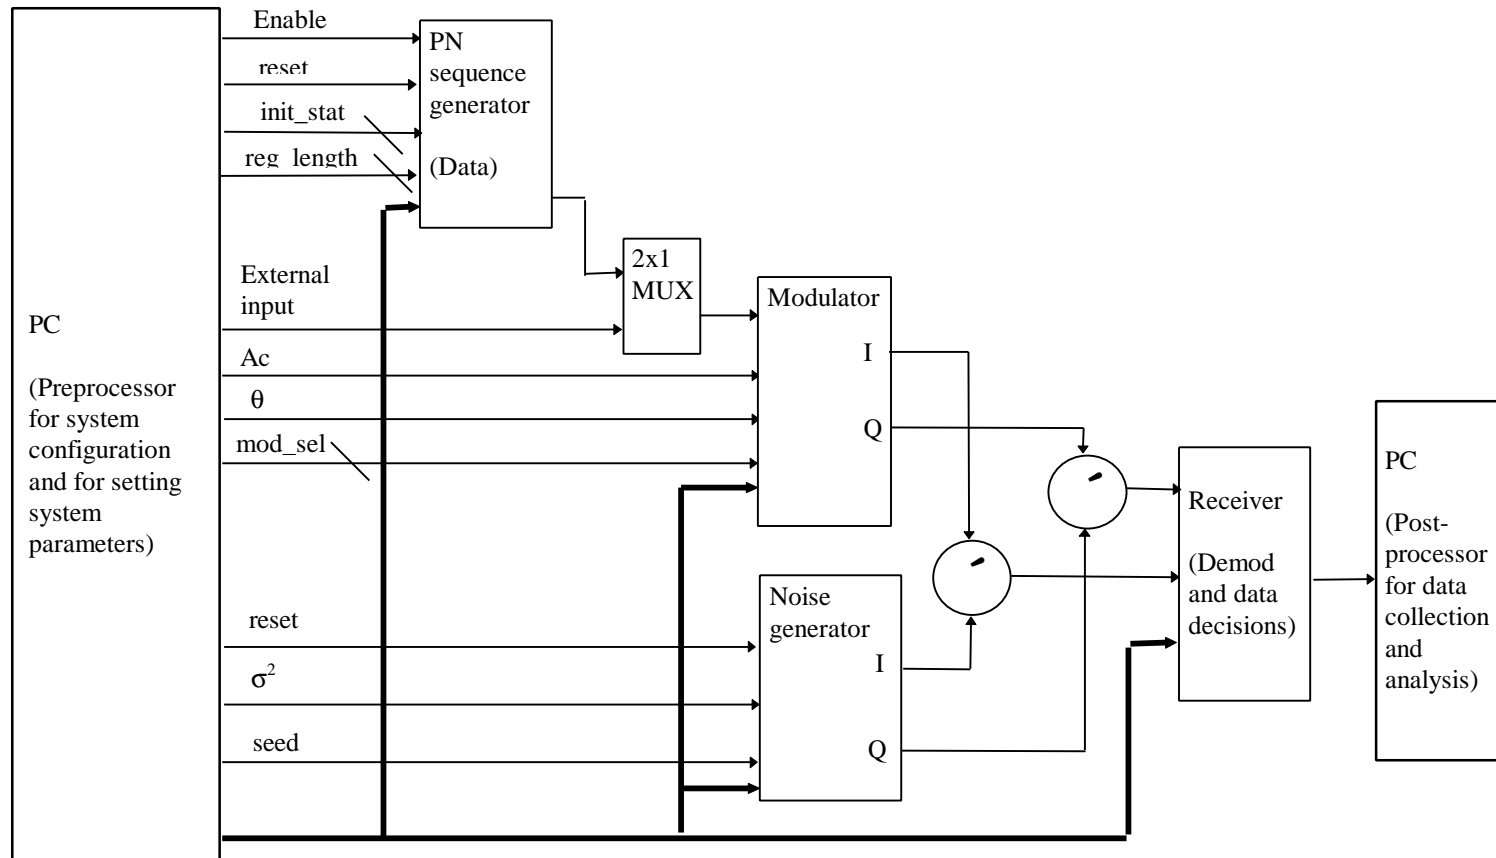 PC
(Preprocessor
for system
configuration
and for setting
system
parameters)
Enable
reset
init_stat
reg_length
External
input
Ac
θ
mod_sel
reset
σ²
seed
PN
sequence
generator
(Data)
2x1
MUX
Modulator
I
Q
Noise
generator
I
Q
Receiver
(Demod
and data
decisions)
PC
(Post-
processor
for data
collection
and
analysis)